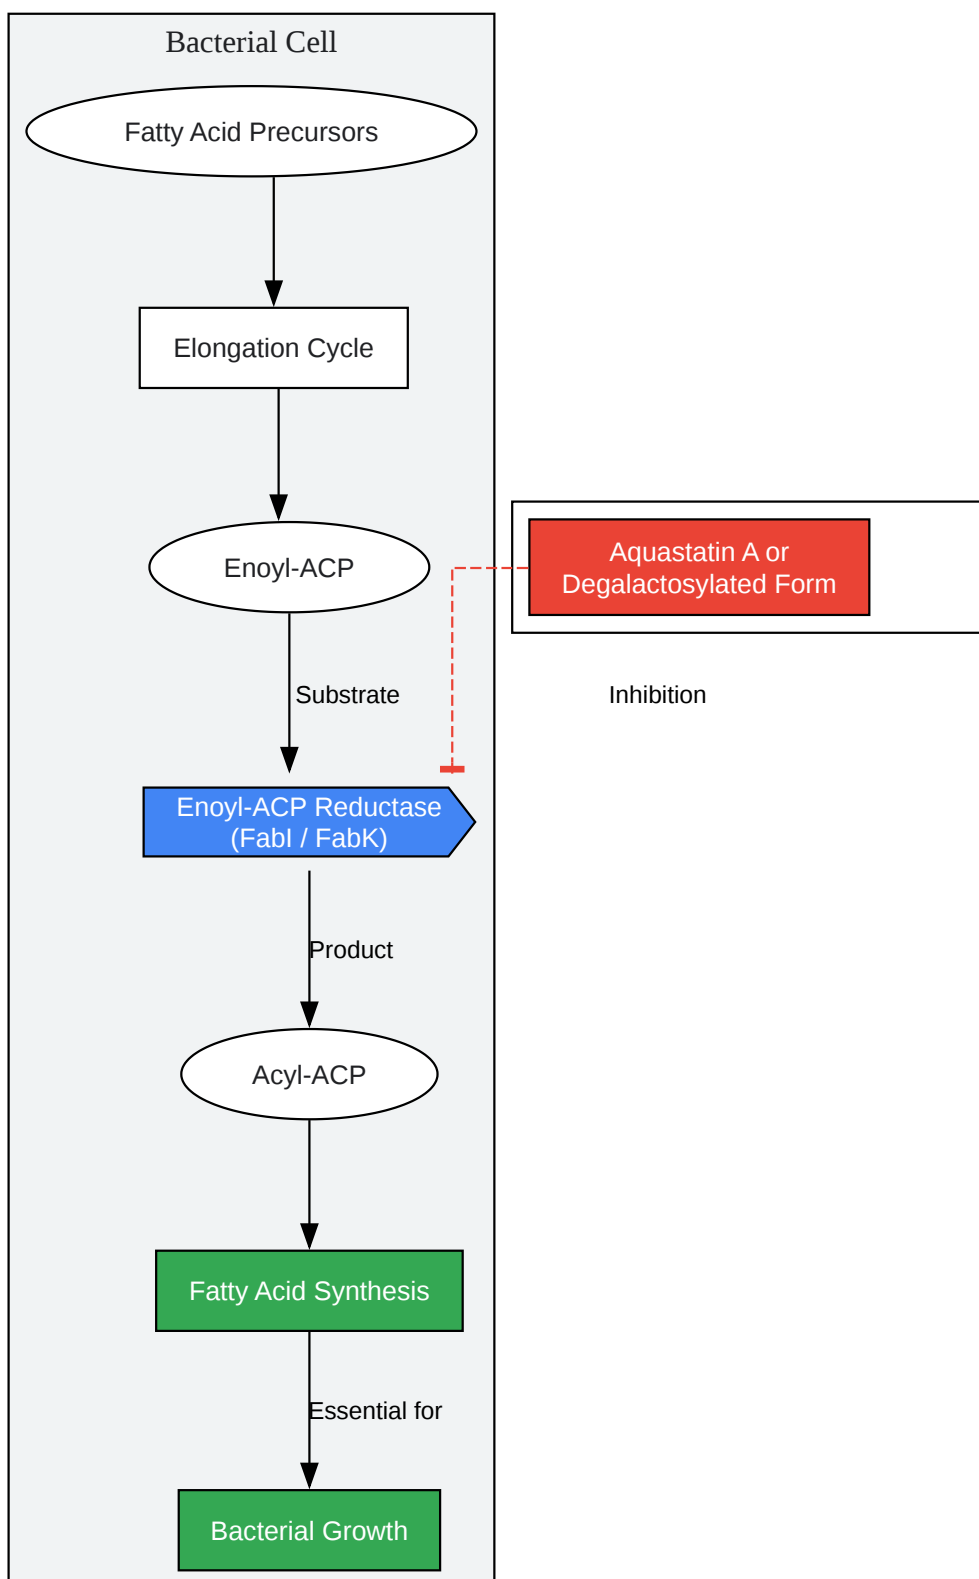 Bacterial Cell
Fatty Acid Precursors
Elongation Cycle
Enoyl-ACP
Aquastatin A or
Degalactosylated Form
Substrate
Inhibition
Enoyl-ACP Reductase
(FabI / FabK)
Product
Acyl-ACP
Fatty Acid Synthesis
Essential for
Bacterial Growth